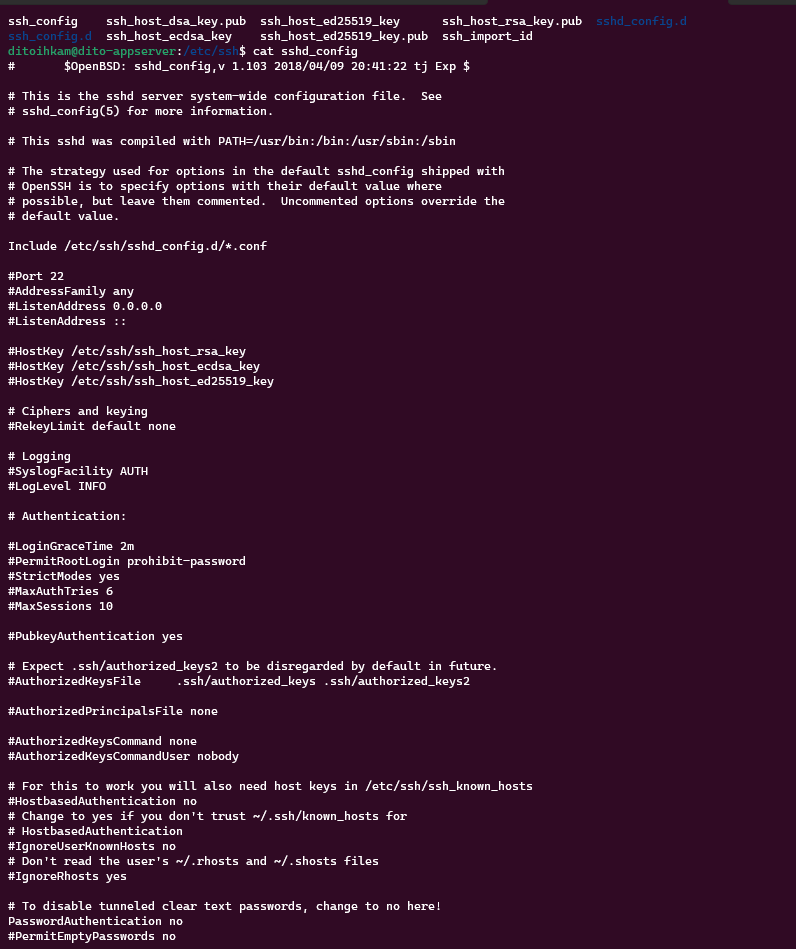 ssh_config    ssh_host_dsa_key.pub  ssh_host_ed25519_key      ssh_host_rsa_key.pub  sshd_config.d
ssh_config.d  ssh_host_ecdsa_key    ssh_host_ed25519_key.pub  ssh_import_id
ditoihkam@dito-appserver:/etc/ssh$ cat sshd_config
#       $OpenBSD: sshd_config,v 1.103 2018/04/09 20:41:22 tj Exp $

# This is the sshd server system-wide configuration file.  See
# sshd_config(5) for more information.

# This sshd was compiled with PATH=/usr/bin:/bin:/usr/sbin:/sbin

# The strategy used for options in the default sshd_config shipped with
# OpenSSH is to specify options with their default value where
# possible, but leave them commented.  Uncommented options override the
# default value.

Include /etc/ssh/sshd_config.d/*.conf

#Port 22
#AddressFamily any
#ListenAddress 0.0.0.0
#ListenAddress ::

#HostKey /etc/ssh/ssh_host_rsa_key
#HostKey /etc/ssh/ssh_host_ecdsa_key
#HostKey /etc/ssh/ssh_host_ed25519_key

# Ciphers and keying
#RekeyLimit default none

# Logging
#SyslogFacility AUTH
#LogLevel INFO

# Authentication:

#LoginGraceTime 2m
#PermitRootLogin prohibit-password
#StrictModes yes
#MaxAuthTries 6
#MaxSessions 10

#PubkeyAuthentication yes

# Expect .ssh/authorized_keys2 to be disregarded by default in future.
#AuthorizedKeysFile     .ssh/authorized_keys .ssh/authorized_keys2

#AuthorizedPrincipalsFile none

#AuthorizedKeysCommand none
#AuthorizedKeysCommandUser nobody

# For this to work you will also need host keys in /etc/ssh/ssh_known_hosts
#HostbasedAuthentication no
# Change to yes if you don't trust ~/.ssh/known_hosts for
# HostbasedAuthentication
#IgnoreUserKnownHosts no
# Don't read the user's ~/.rhosts and ~/.shosts files
#IgnoreRhosts yes

# To disable tunneled clear text passwords, change to no here!
PasswordAuthentication no
#PermitEmptyPasswords no